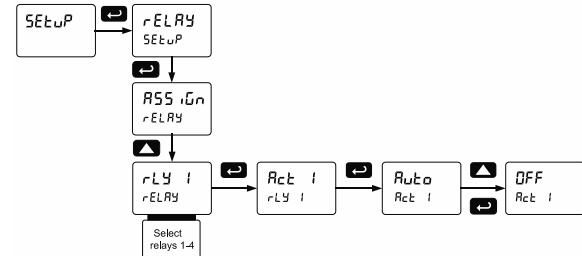 SEtuP
rELAY
SEtuP
ASSiGn
rELAY
rLY 1
rELAY
Act 1
rLY 1
Auto
Act 1
OFF
Act 1
Select
relays 1-4